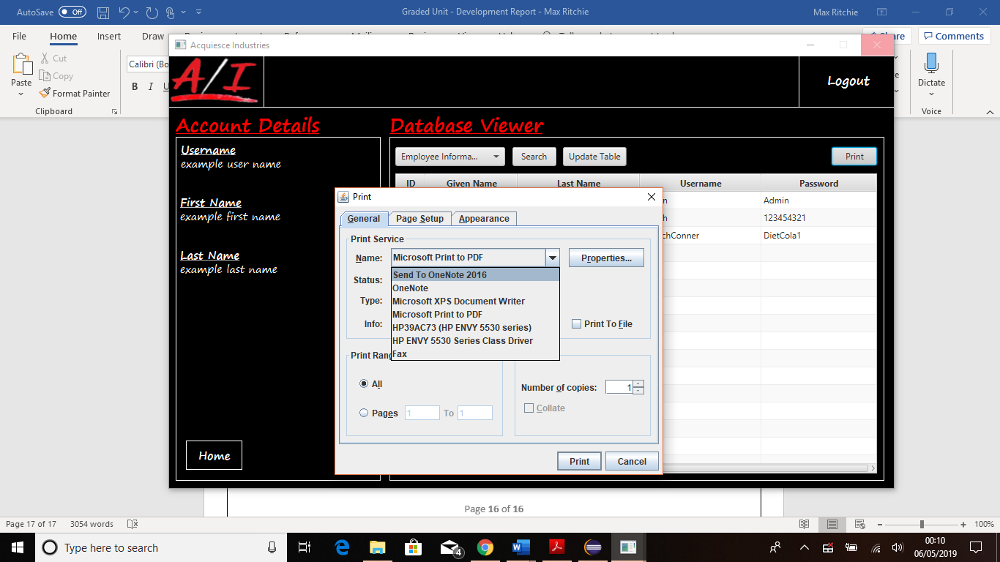 AutoSave Off
Graded Unit - Development Report - Max Ritchie
Max Ritchie
File Home Insert Draw
Share Comments
Acquiesce Industries
Cut
Copy
Paste
Format Painter
Clipboard
Calibri (Bo
B I U
Dictate
Voice
A/I
Logout
Account Details
Username
example user name
First Name
example first name
Last Name
example last name
Home
Database Viewer
Employee Informa... Search Update Table Print
ID Given Name Last Name Username Password
n Admin
h 123454321
chConner DietCola1
Print
General Page Setup Appearance
Print Service
Name: Microsoft Print to PDF Properties...
Send To OneNote 2016
OneNote
Microsoft XPS Document Writer
Microsoft Print to PDF
HP39AC73 (HP ENVY 5530 series)
HP ENVY 5530 Series Class Driver
Fax
Status:
Type:
Info:
Print To File
Print Rang
All
Pages 1 To 1
Number of copies: 1
Collate
Print Cancel
Page 16 of 16
Page 17 of 17 3054 words
100%
Type here to search
4
00:10
06/05/2019